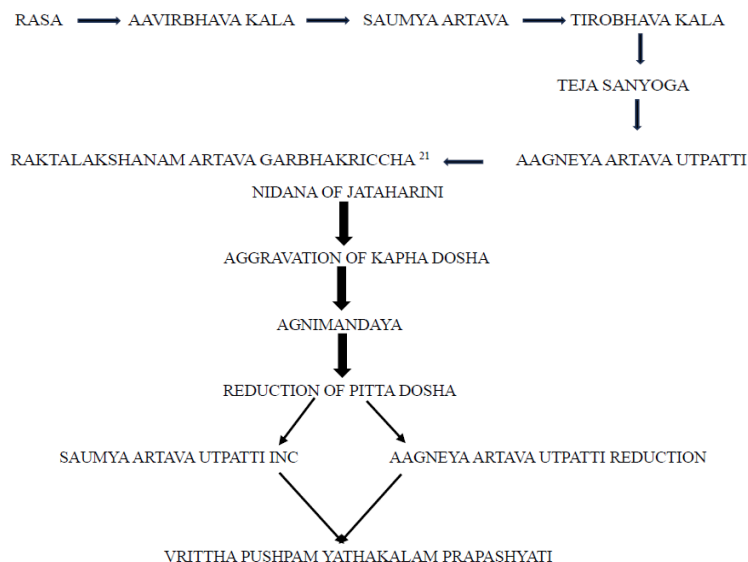 RASA AAVIRBHAVA KALA SAUMYA ARTAVA TIROBHAVA KALA
TEJA SANYOGA
RAKTALAKSHANAM ARTAVA GARBHAKRICCHA 21 AAGNEYA ARTAVA UTPATTI
NIDANA OF JATAHARINI
AGGRAVATION OF KAPHA DOSHA
AGNIMANDAYA
REDUCTION OF PITTA DOSHA
SAUMYA ARTAVA UTPATTI INC AAGNEYA ARTAVA UTPATTI REDUCTION
VRITTHA PUSHPAM YATHAKALAM PRAPASHYATI